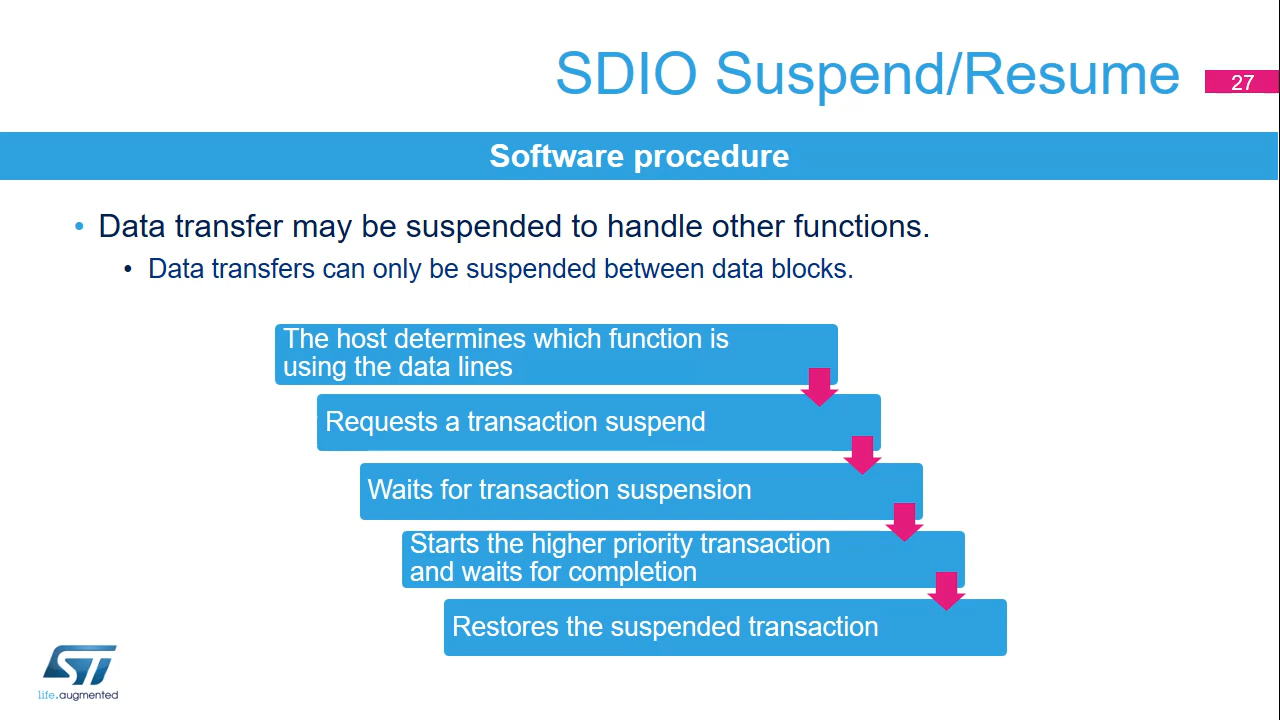 SDIO Suspend/Resume
27
Software procedure
• Data transfer may be suspended to handle other functions.
• Data transfers can only be suspended between data blocks.
The host determines which function is
using the data lines
Requests a transaction suspend
Waits for transaction suspension
Starts the higher priority transaction
and waits for completion
Restores the suspended transaction
ST
life.augmented